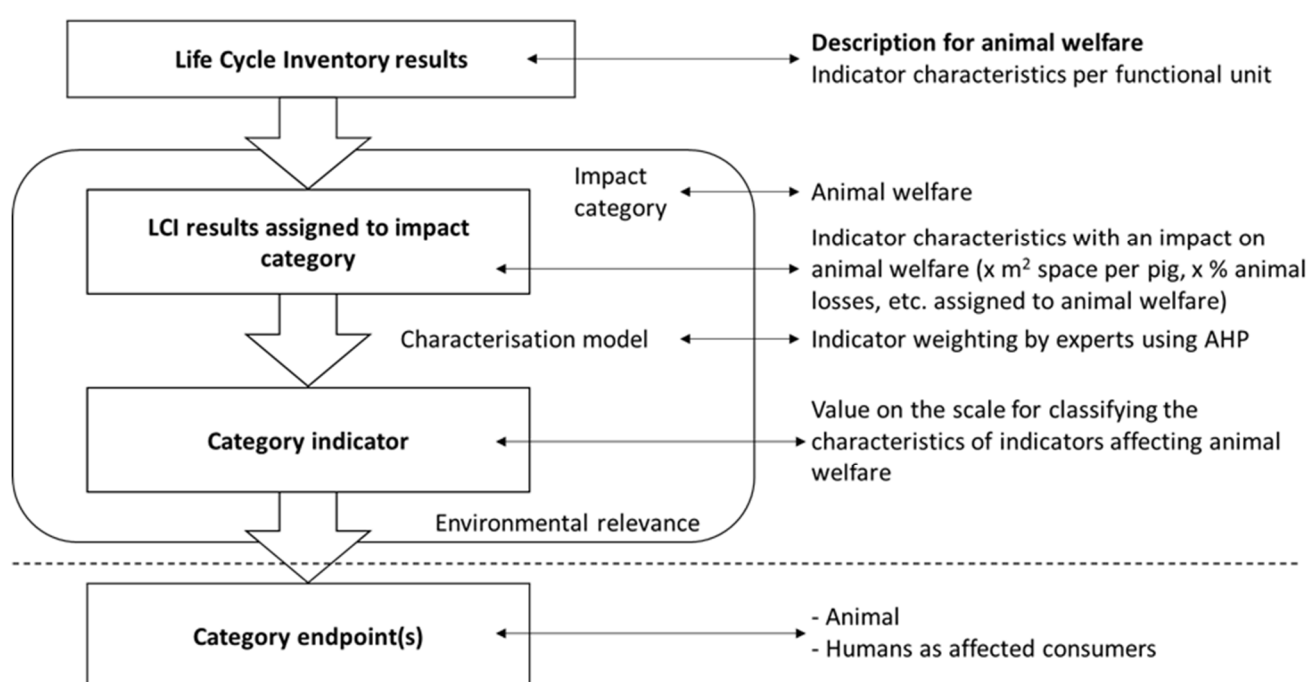 Life Cycle Inventory results
Description for animal welfare
Indicator characteristics per functional unit
Impact
category
Animal welfare
LCI results assigned to impact
category
Indicator characteristics with an impact on
animal welfare (x m² space per pig, x % animal
losses, etc. assigned to animal welfare)
Characterisation model
Indicator weighting by experts using AHP
Category indicator
Value on the scale for classifying the
characteristics of indicators affecting animal
welfare
Environmental relevance
Category endpoint(s)
- Animal
- Humans as affected consumers